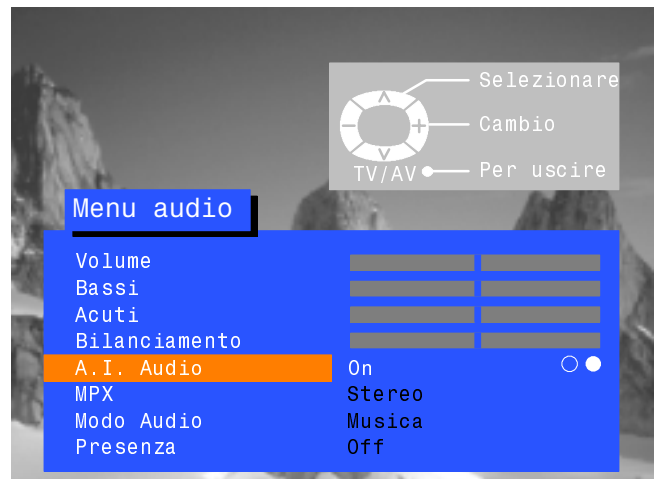 Selezionare
Cambio
TV/AV Per uscire
Menu audio
Volume
Bassi
Acuti
Bilanciamento
A.I. Audio On
MPX Stereo
Modo Audio Musica
Presenza Off